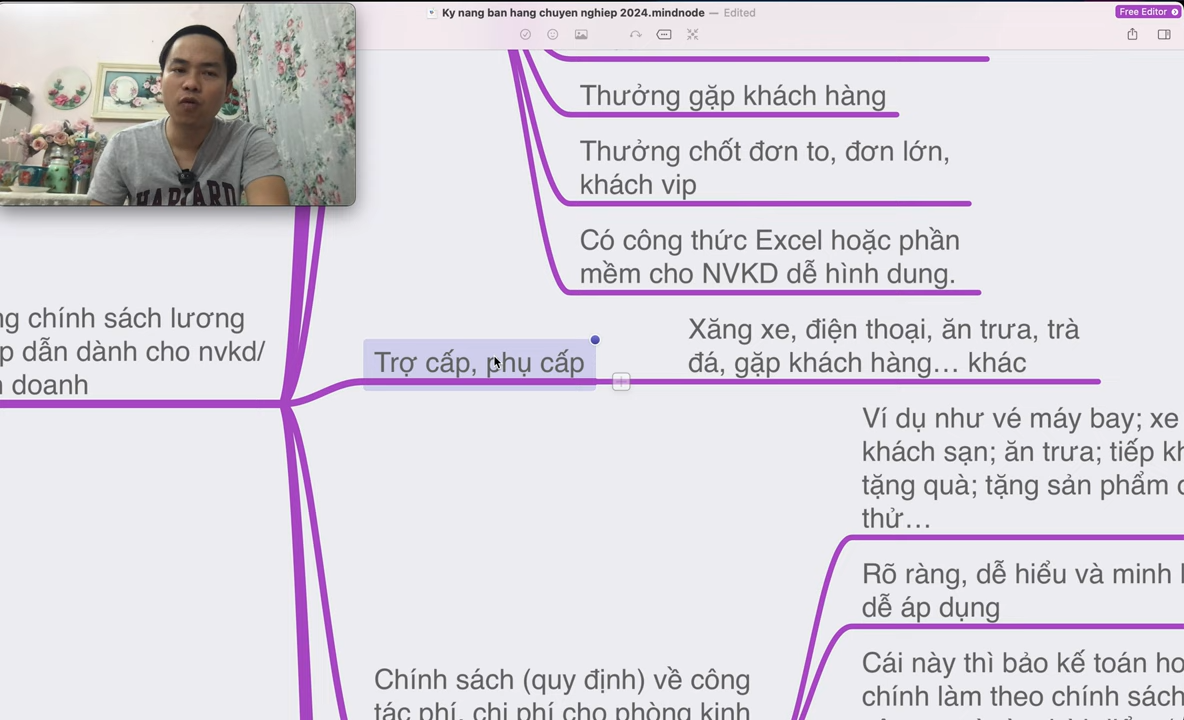 Ky nang ban hang chuyen nghiep 2024.mindnode — Edited
Free Editor
HARVARD
Thưởng gặp khách hàng
Thưởng chốt đơn to, đơn lớn,
khách vip
Có công thức Excel hoặc phần
mềm cho NVKD dễ hình dung.
ng chính sách lương
p dẫn dành cho nvkd/
doanh
Trợ cấp, phụ cấp
Xăng xe, điện thoại, ăn trưa, trà
đá, gặp khách hàng... khác
Ví dụ như vé máy bay; xe
khách sạn; ăn trưa; tiếp kh
tặng quà; tặng sản phẩm
thử...
Rõ ràng, dễ hiểu và minh
dễ áp dụng
Cái này thì bảo kế toán ho
chính làm theo chính sách
Chính sách (quy định) về công
tác phí, chi phí cho phòng kinh